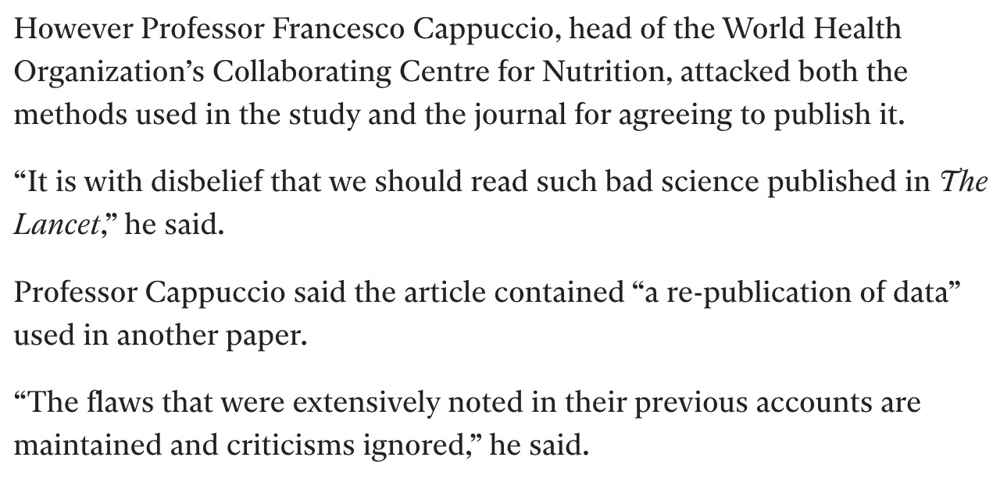 However Professor Francesco Cappuccio, head of the World Health
Organization’s Collaborating Centre for Nutrition, attacked both the
methods used in the study and the journal for agreeing to publish it.
“It is with disbelief that we should read such bad science published in The
Lancet,” he said.
Professor Cappuccio said the article contained “a re-publication of data”
used in another paper.
“The flaws that were extensively noted in their previous accounts are
maintained and criticisms ignored,” he said.